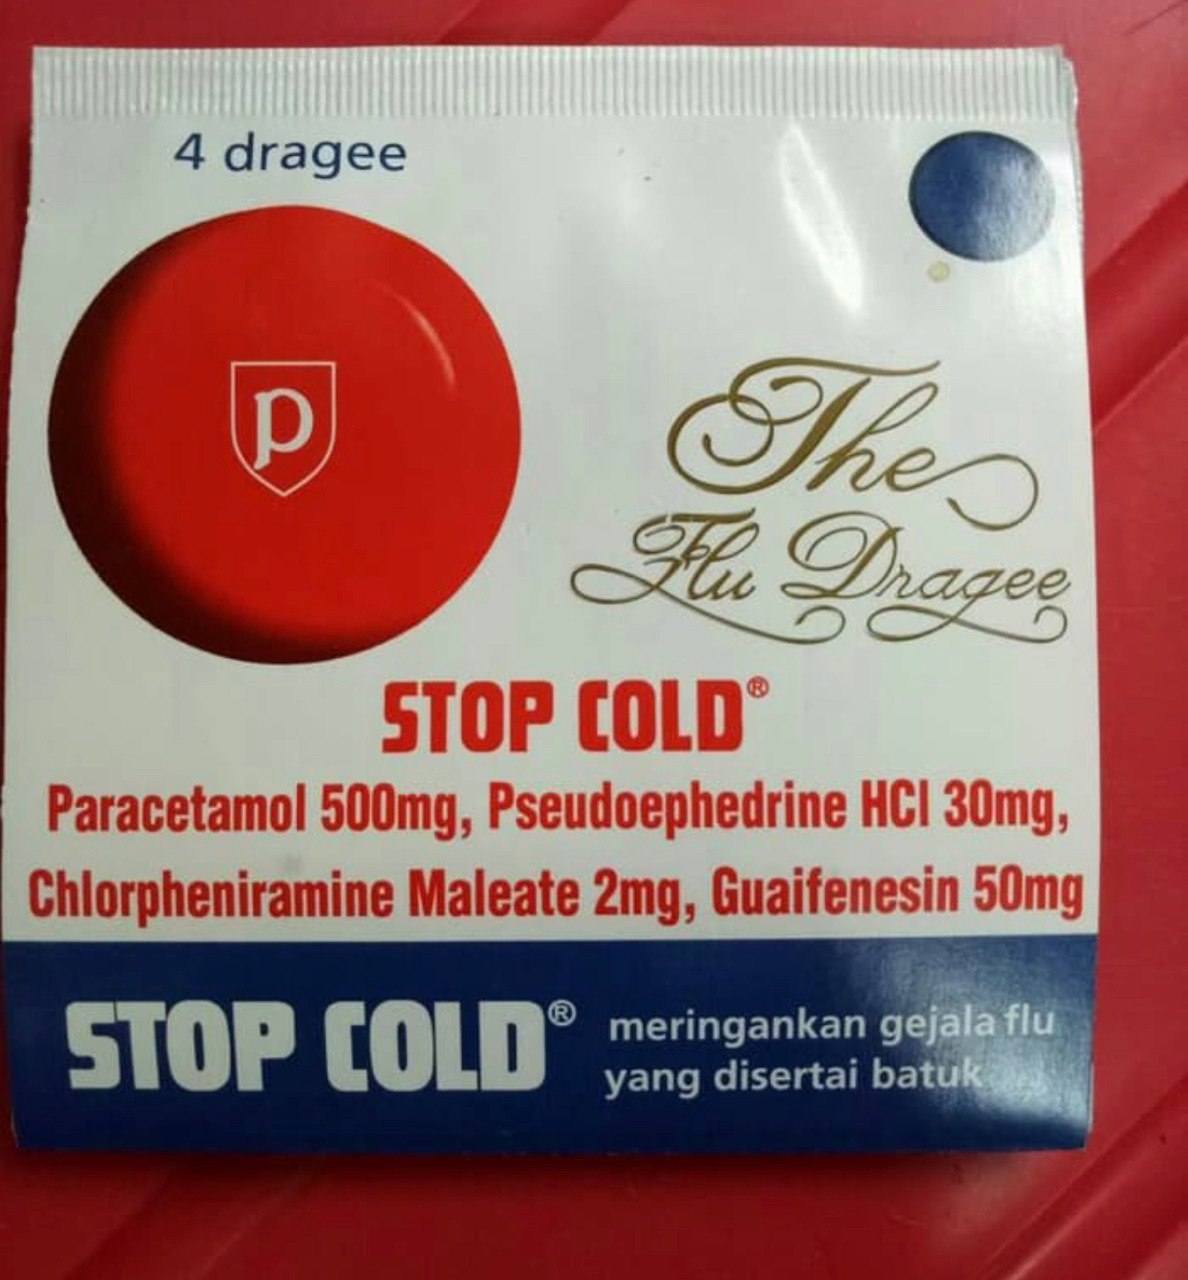 4 dragee
p
The
Flu Dragee
STOP COLD®
Paracetamol 500mg, Pseudoephedrine HCl 30mg,
Chlorpheniramine Maleate 2mg, Guaifenesin 50mg
STOP COLD®
meringankan gejala flu
yang disertai batuk